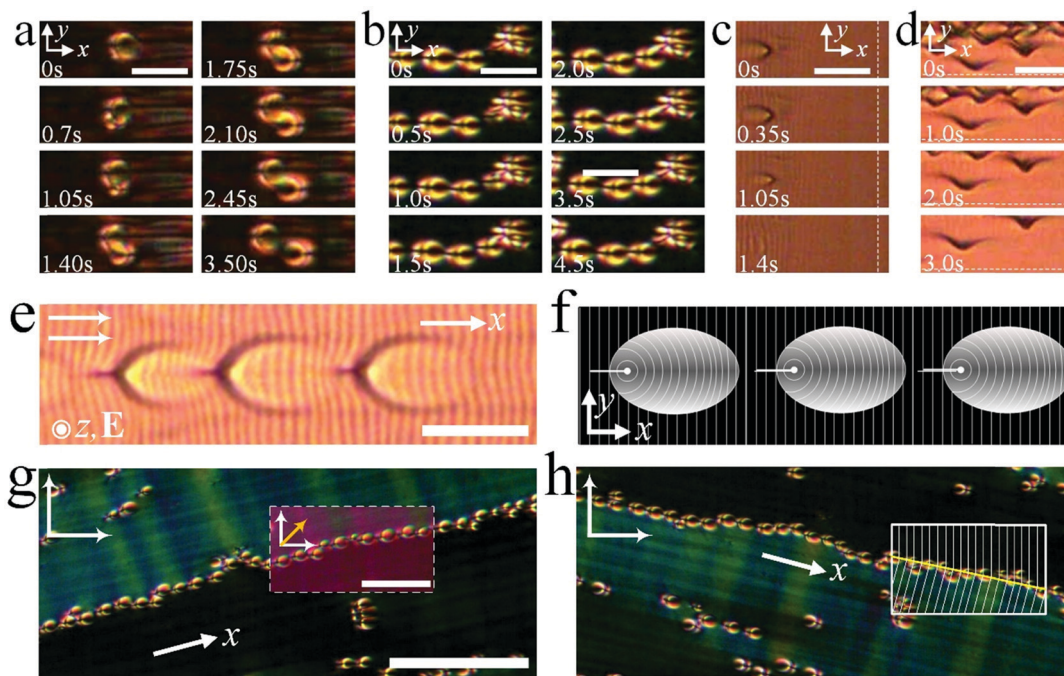 a
y
x
0s
1.75s
0.7s
2.10s
1.05s
2.45s
1.40s
3.50s
b
y
x
0s
2.0s
0.5s
2.5s
1.0s
3.5s
1.5s
4.5s
c
y
x
0s
0.35s
1.05s
1.4s
d
y
x
0s
1.0s
2.0s
3.0s
e
x
z, E
f
y
x
g
x
h
x